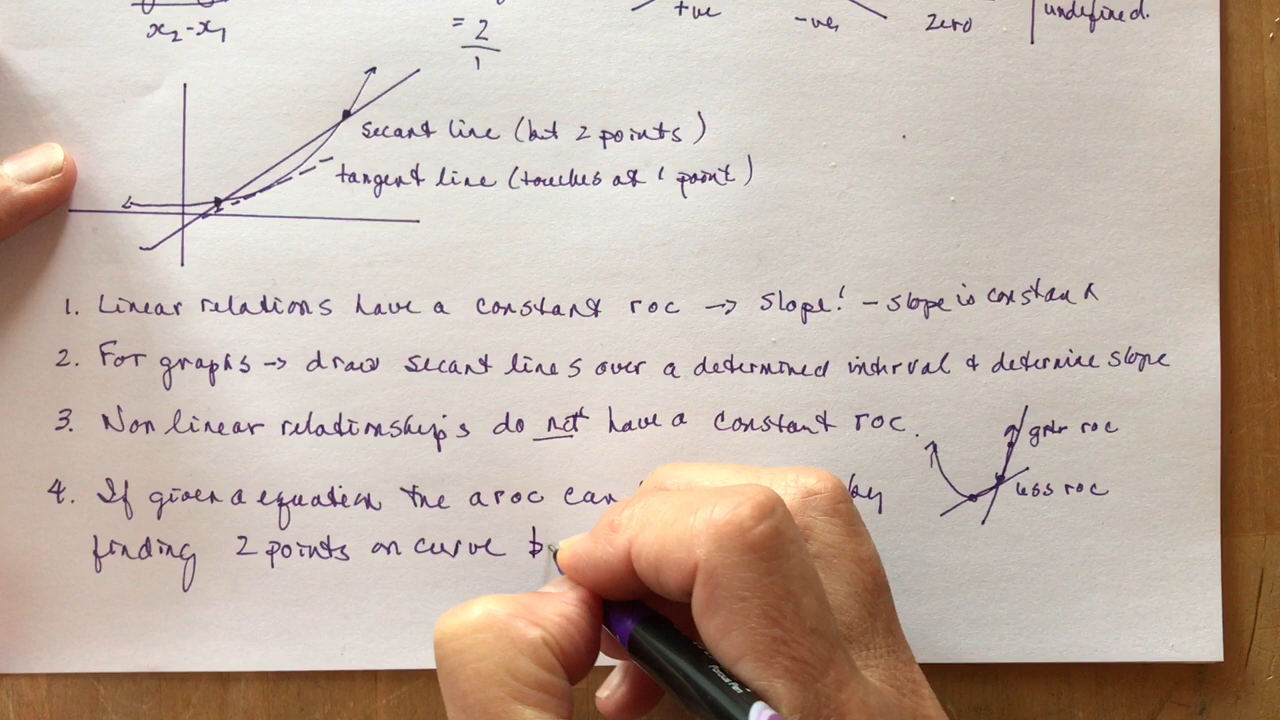 x₂-x₁
= 2
1
+ve
-ve
zero
undefined.
secant line (bt 2 points)
tangent line (touches at 1 point)
1. Linear relations have a constant roc → slope! - slope is constant
2. For graphs → draw secant lines over a determined interval & determine slope
3. Non linear relationships do not have a constant roc.
grtr roc
less roc
4. If given a equation the aroc can by
finding 2 points on curve